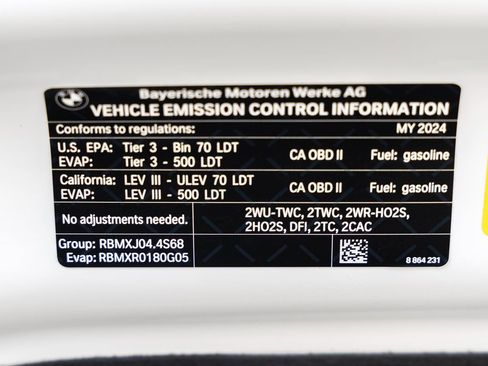 Bayerische Motoren Werke AG
VEHICLE EMISSION CONTROL INFORMATION
Conforms to regulations: MY 2024
U.S. EPA: Tier 3 - Bin 70 LDT
EVAP: Tier 3 - 500 LDT
CA OBD II Fuel: gasoline
California: LEV III - ULEV 70 LDT
EVAP: LEV III - 500 LDT
CA OBD II Fuel: gasoline
No adjustments needed.
2WU-TWC, 2TWC, 2WR-HO2S,
2HO2S, DFI, 2TC, 2CAC
Group: RBMXJ04.4S68
Evap: RBMXR0180G05
8 864 231